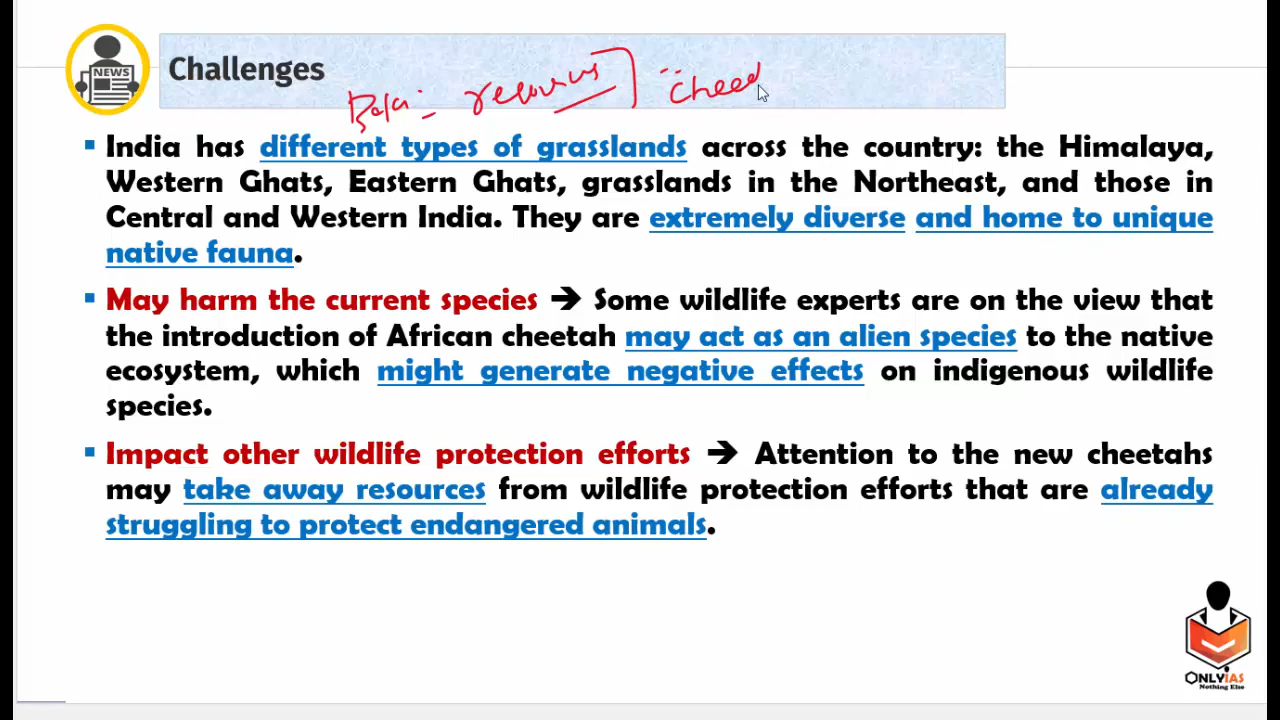 NEWS
Challenges
resources
cheed
▪ India has different types of grasslands across the country: the Himalaya,
Western Ghats, Eastern Ghats, grasslands in the Northeast, and those in
Central and Western India. They are extremely diverse and home to unique
native fauna.
▪ May harm the current species ➔ Some wildlife experts are on the view that
the introduction of African cheetah may act as an alien species to the native
ecosystem, which might generate negative effects on indigenous wildlife
species.
▪ Impact other wildlife protection efforts ➔ Attention to the new cheetahs
may take away resources from wildlife protection efforts that are already
struggling to protect endangered animals.
ONLYIAS
Nothing Else